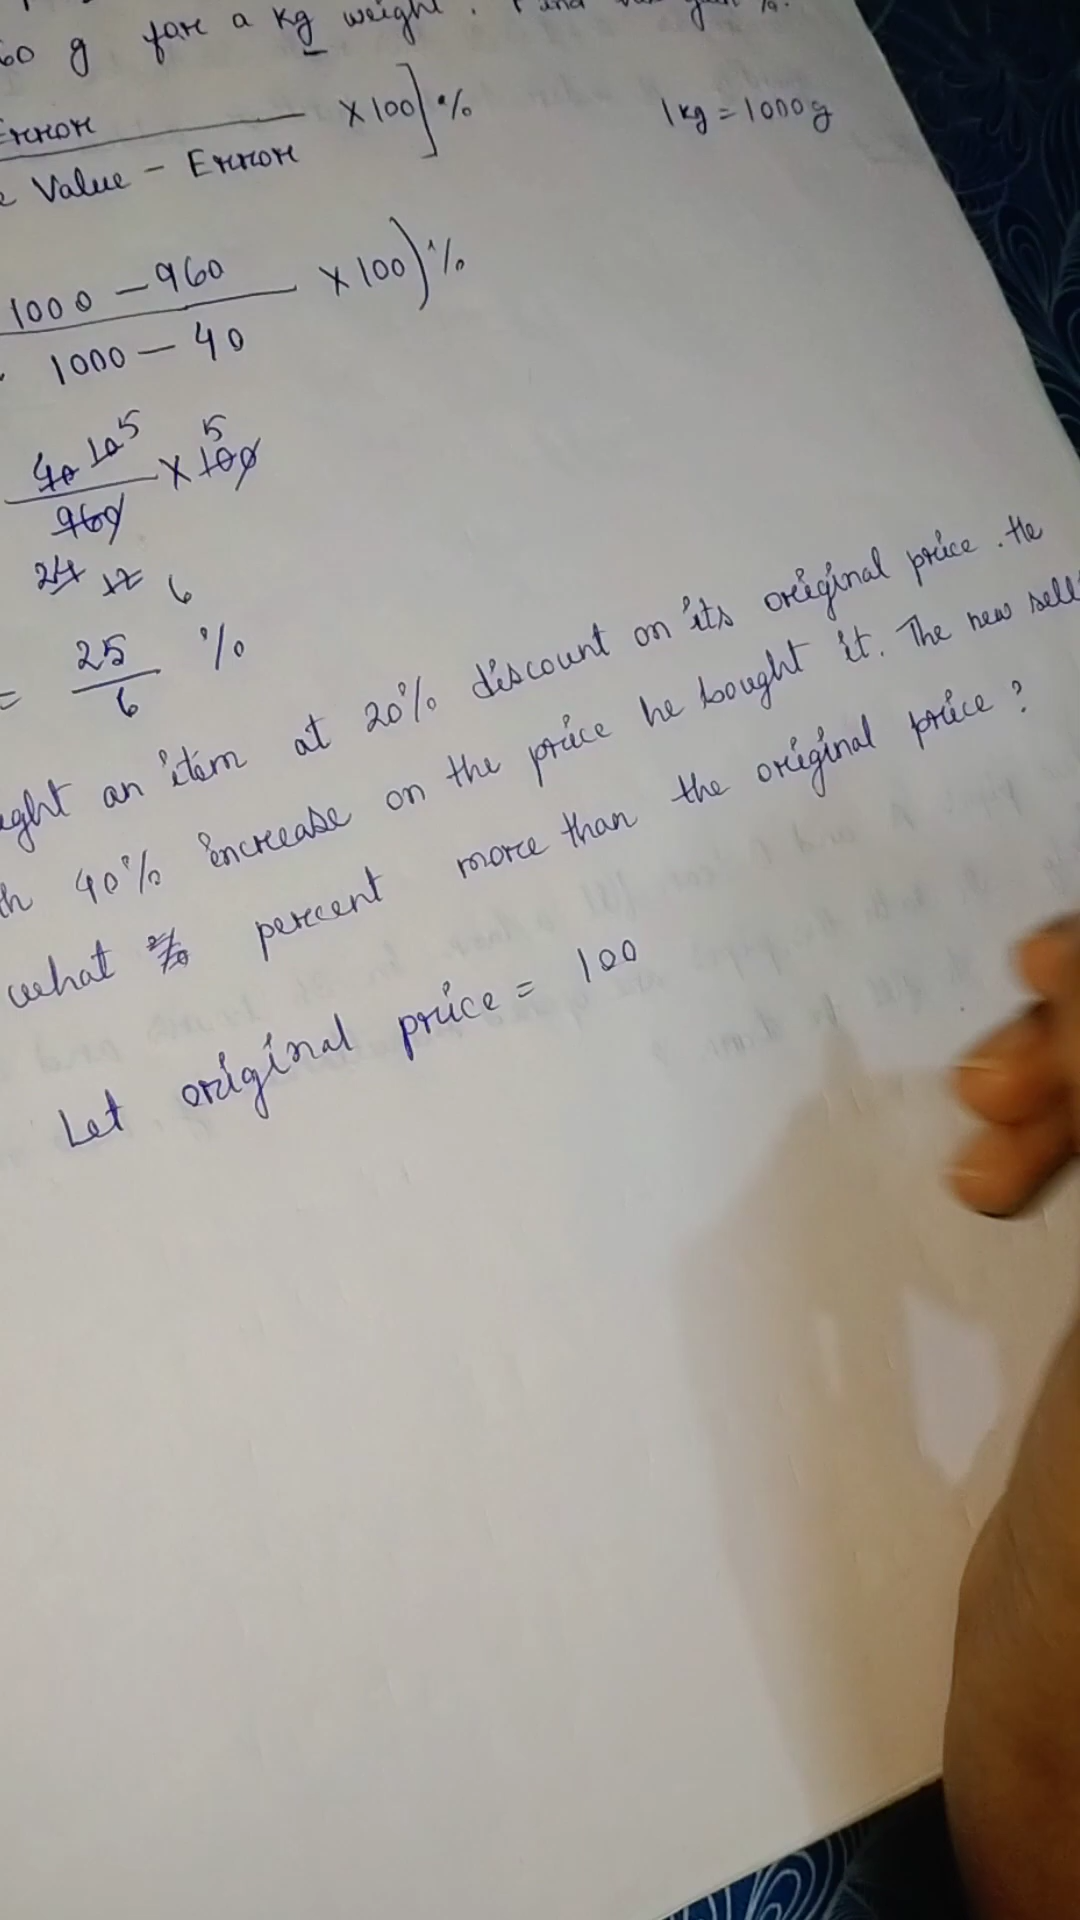 60 g for a kg weight. Find
Error
Value - Error × 100] %
1kg = 1000g
1000 - 960
1000 - 40 × 100) %
40 10 5
960 × 100 5
24 12 6
= 25/6 %
an item at 20% discount on its original price. He
40% increase on the price he bought it. The new sell
what % percent more than the original price?
Let original price = 100